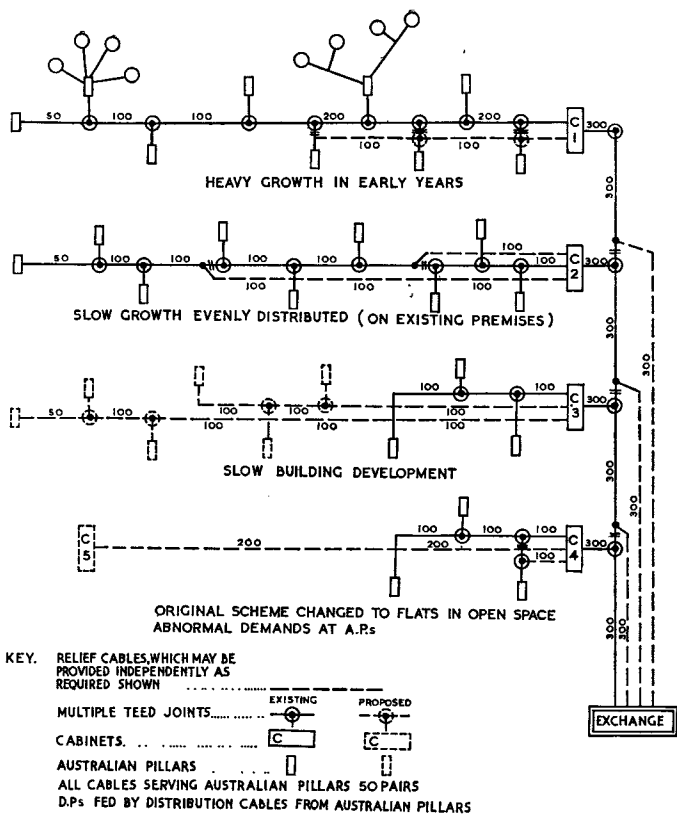 50 100 100 200 200 C 1 300
100 100
HEAVY GROWTH IN EARLY YEARS
300
100
50 100 100 100 100 100 C 2 300
100 100 100 100
SLOW GROWTH EVENLY DISTRIBUTED (ON EXISTING PREMISES)
300
300
100 100 C 3 300
100 100 100
50 100 100 100 100
SLOW BUILDING DEVELOPMENT
300
300
100 100 100
C 5 200 200 C 4 300
100
ORIGINAL SCHEME CHANGED TO FLATS IN OPEN SPACE
ABNORMAL DEMANDS AT A.P.s
300 300
KEY. RELIEF CABLES, WHICH MAY BE
PROVIDED INDEPENDENTLY AS
REQUIRED SHOWN
EXISTING PROPOSED
MULTIPLE TEED JOINTS
CABINETS. C C
AUSTRALIAN PILLARS
EXCHANGE
ALL CABLES SERVING AUSTRALIAN PILLARS 50 PAIRS
D.Ps FED BY DISTRIBUTION CABLES FROM AUSTRALIAN PILLARS